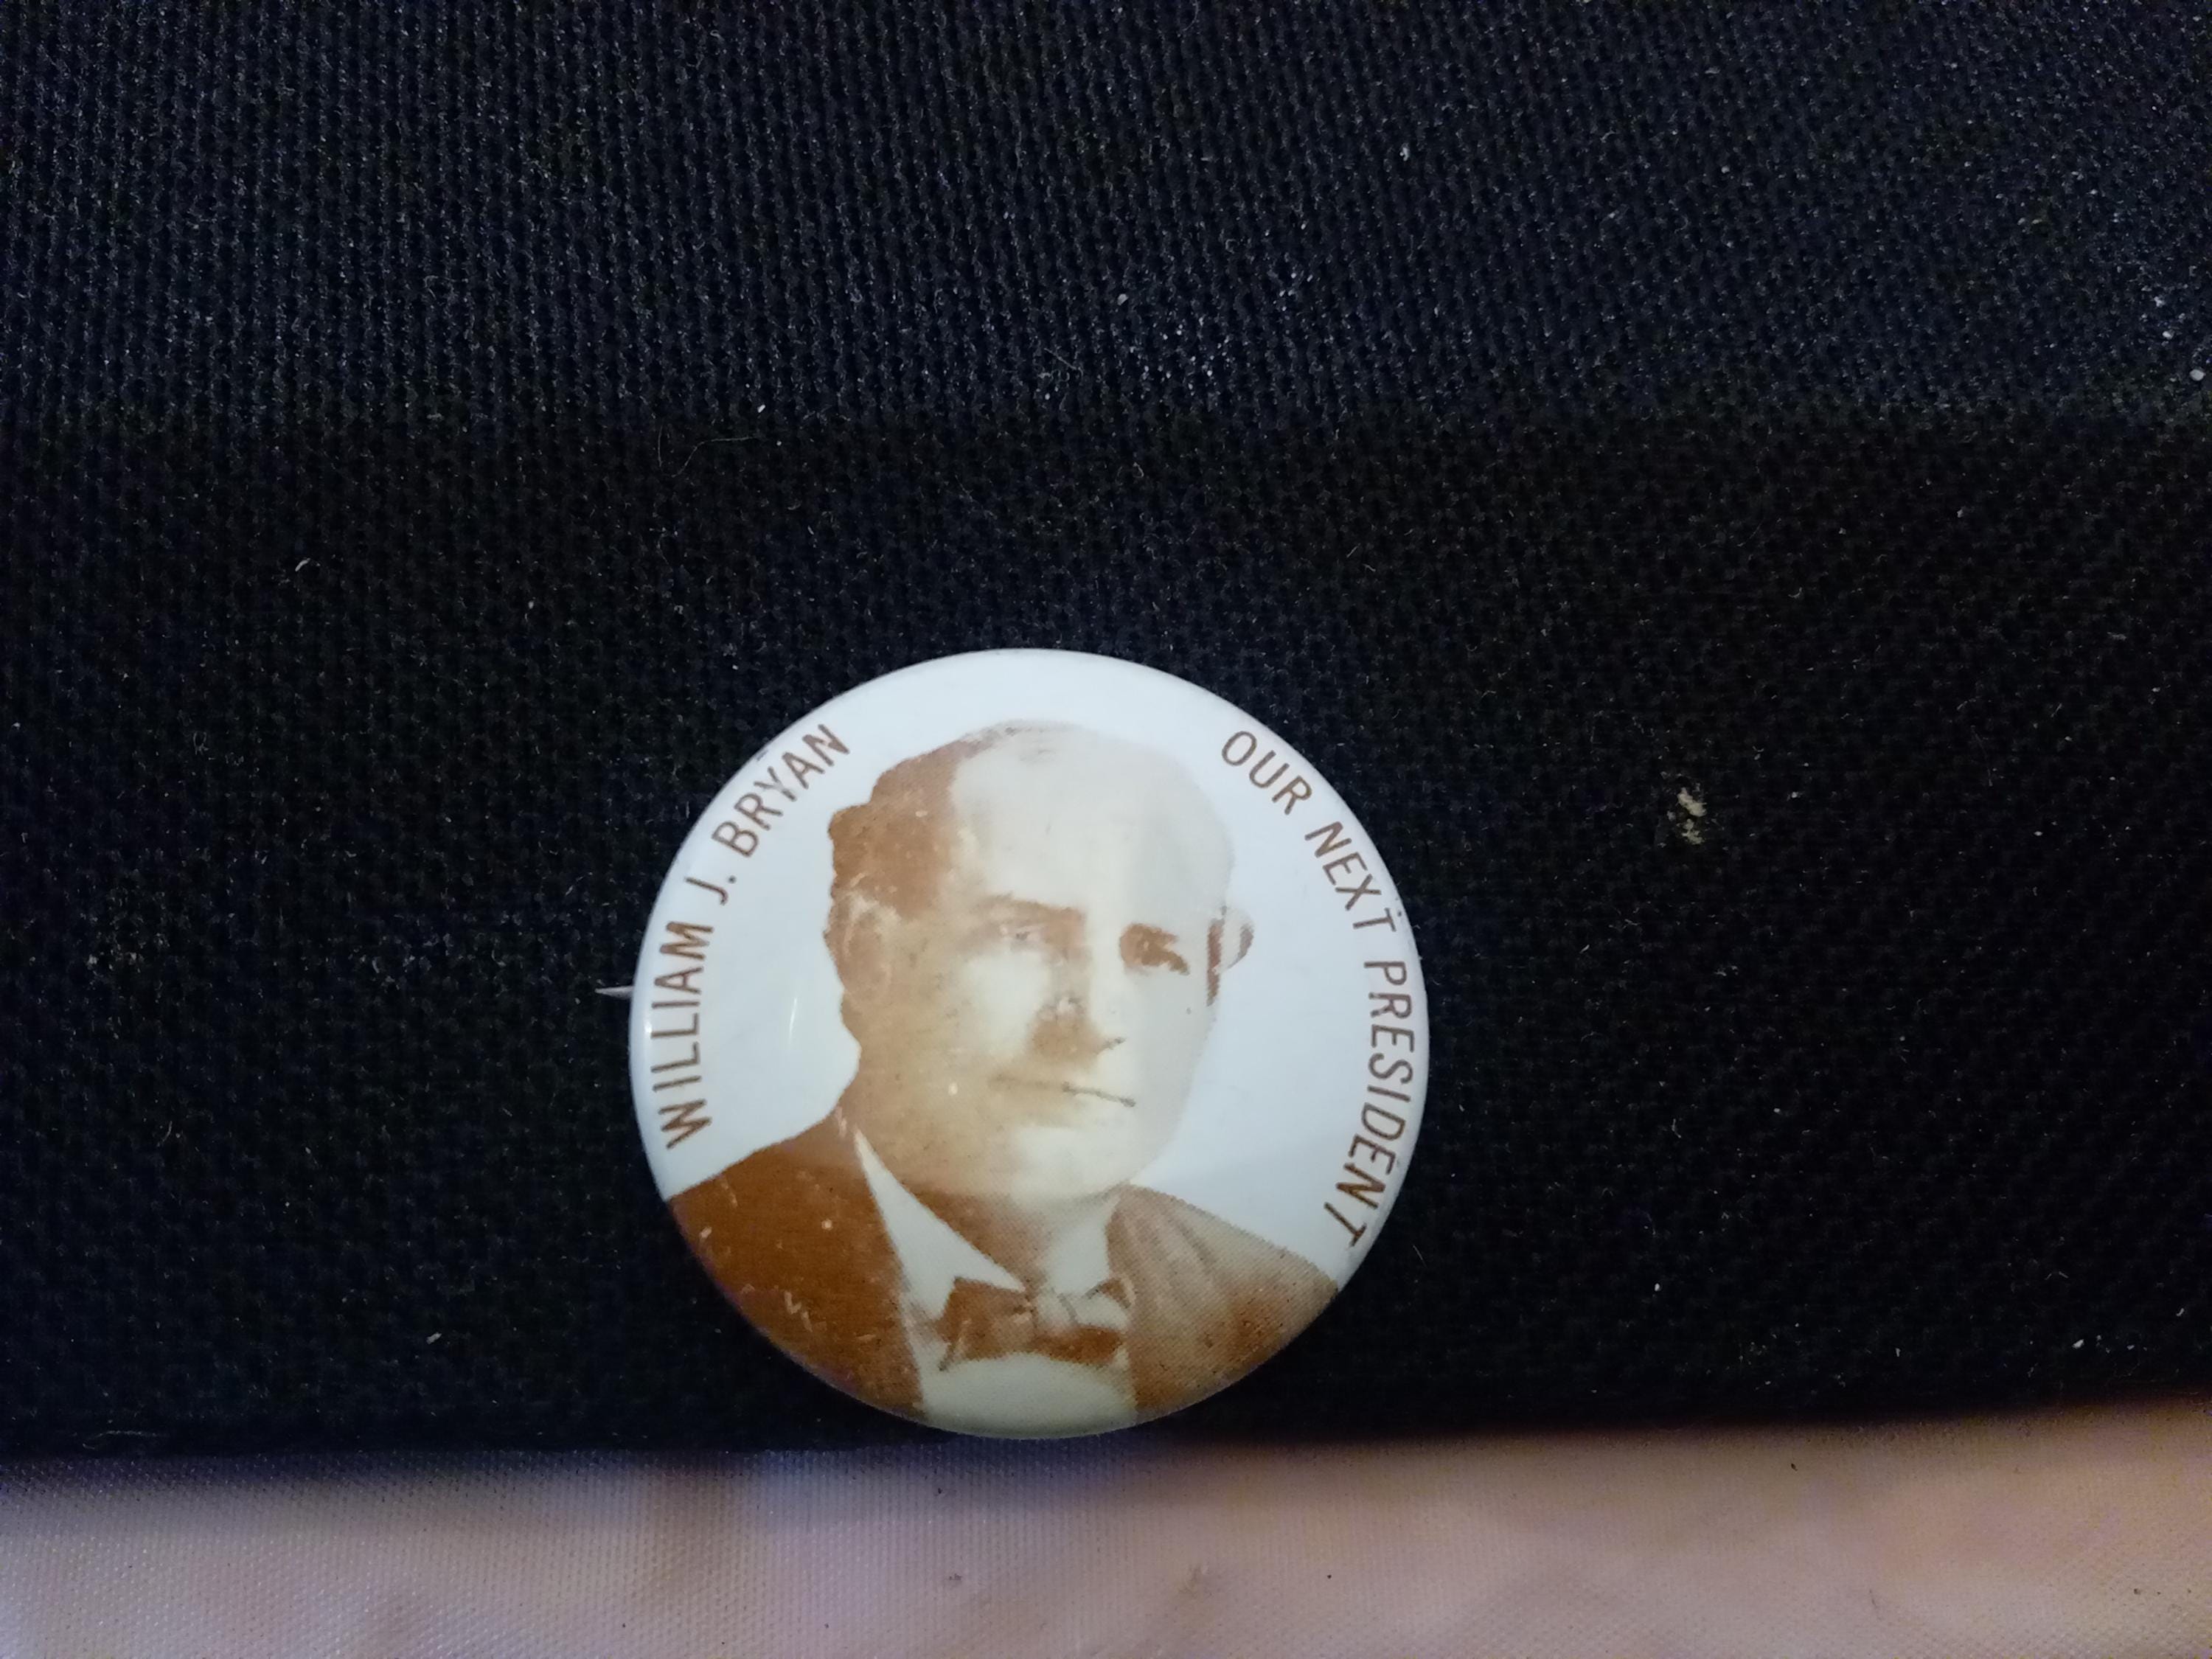 WILLIAM J. BRYAN
OUR NEXT PRESIDENT